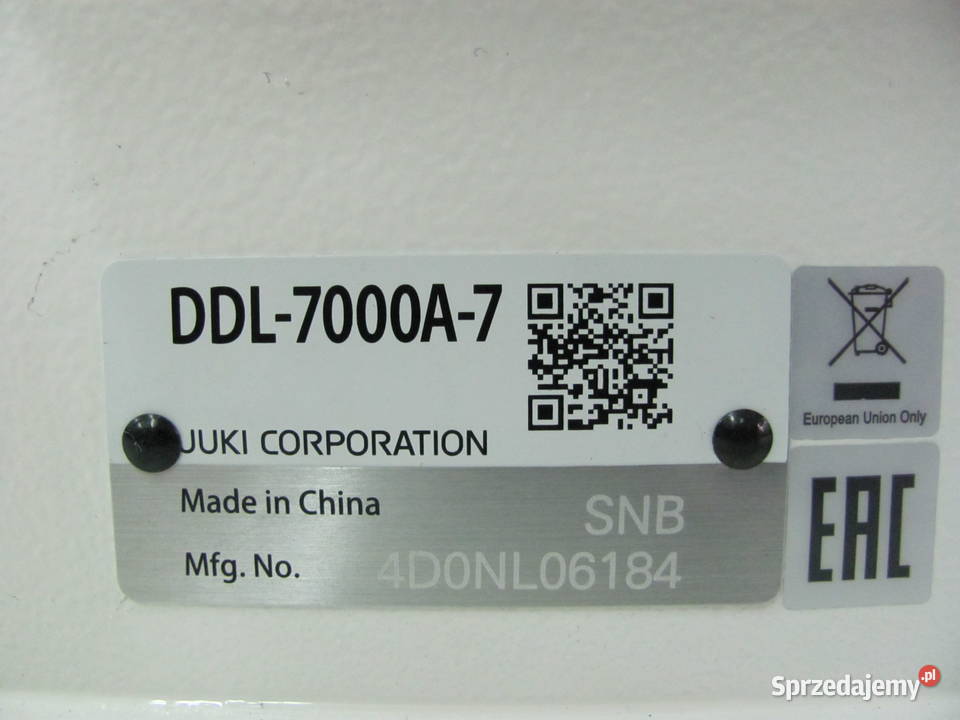 DDL-7000A-7
JUKI CORPORATION
Made in China
SNB
Mfg. No. 4D0NL06184
European Union Only
EAC
Sprzedajemy.pl